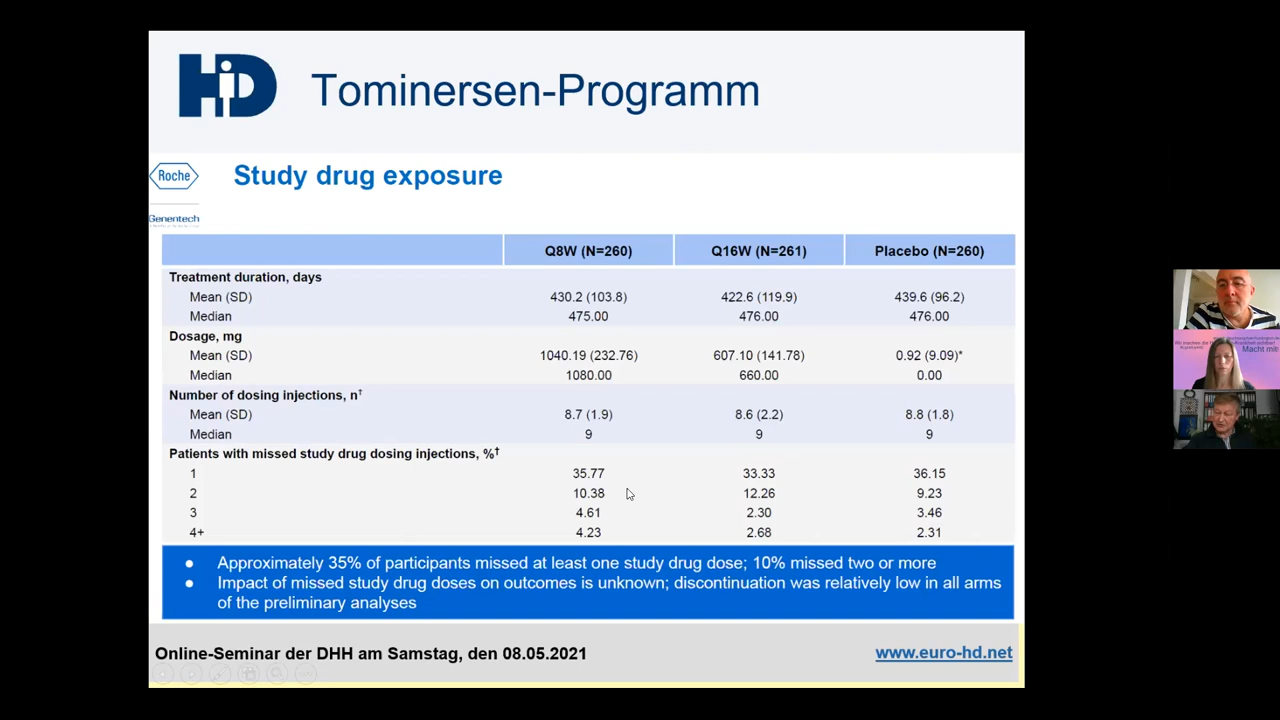 HD
Tominersen-Programm
Roche
Genentech
Study drug exposure
Q8W (N=260) Q16W (N=261) Placebo (N=260)
Treatment duration, days
Mean (SD) 430.2 (103.8) 422.6 (119.9) 439.6 (96.2)
Median 475.00 476.00 476.00
Dosage, mg
Mean (SD) 1040.19 (232.76) 607.10 (141.78) 0.92 (9.09)*
Median 1080.00 660.00 0.00
Number of dosing injections, n†
Mean (SD) 8.7 (1.9) 8.6 (2.2) 8.8 (1.8)
Median 9 9 9
Patients with missed study drug dosing injections, %†
1 35.77 33.33 36.15
2 10.38 12.26 9.23
3 4.61 2.30 3.46
4+ 4.23 2.68 2.31
● Approximately 35% of participants missed at least one study drug dose; 10% missed two or more
● Impact of missed study drug doses on outcomes is unknown; discontinuation was relatively low in all arms
of the preliminary analyses
Online-Seminar der DHH am Samstag, den 08.05.2021
www.euro-hd.net
Macht mit